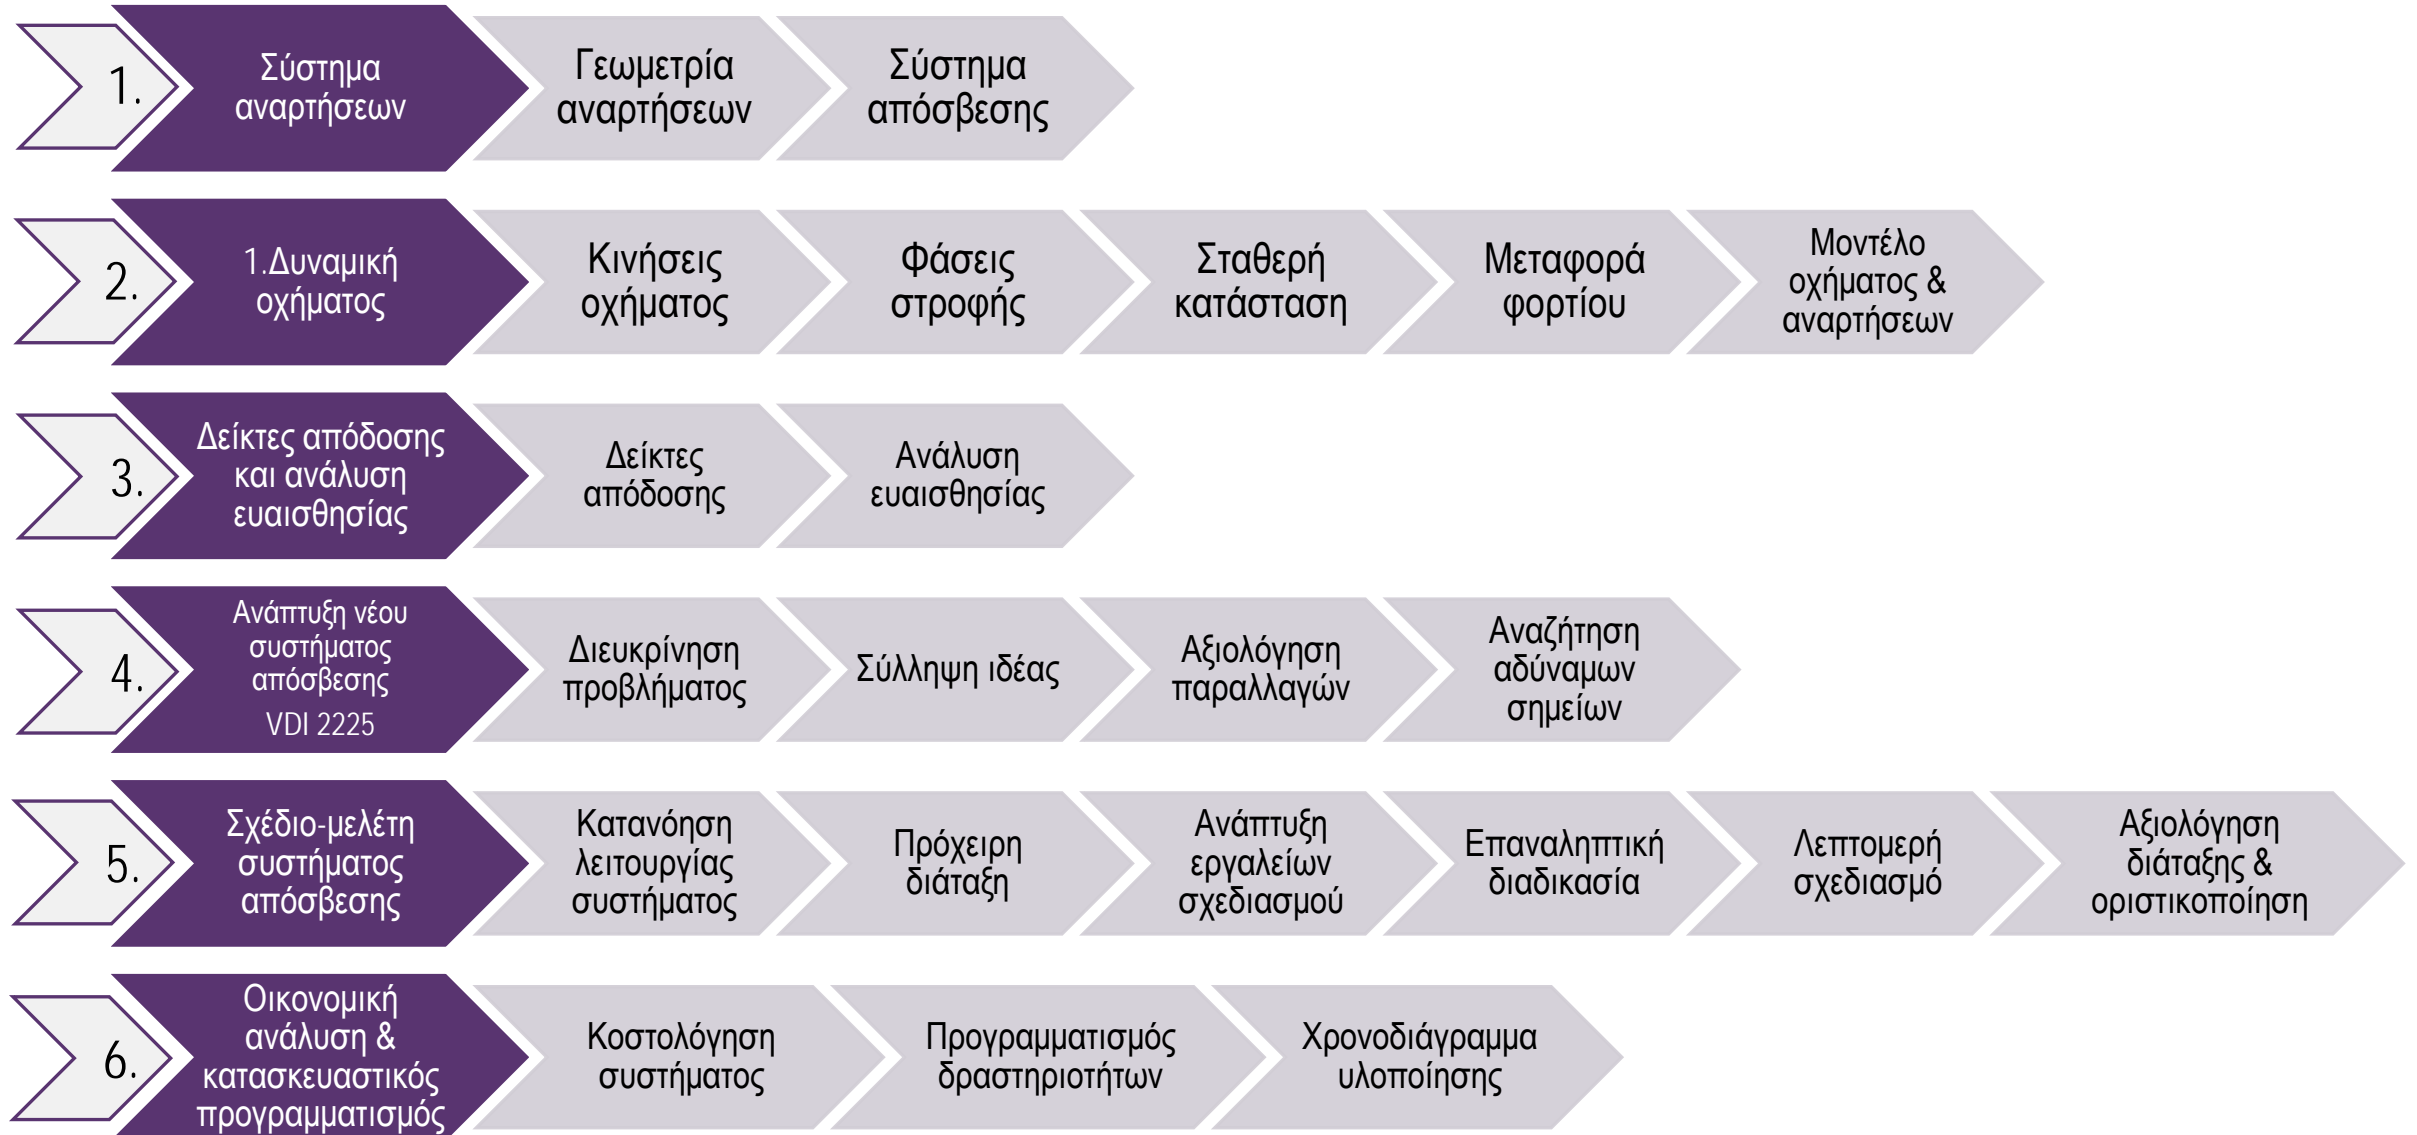 1.
Σύστημα
αναρτήσεων
Γεωμετρία
αναρτήσεων
Σύστημα
απόσβεσης
2.
1.Δυναμική
οχήματος
Κινήσεις
οχήματος
Φάσεις
στροφής
Σταθερή
κατάσταση
Μεταφορά
φορτίου
Μοντέλο
οχήματος &
αναρτήσεων
3.
Δείκτες απόδοσης
και ανάλυση
ευαισθησίας
Δείκτες
απόδοσης
Ανάλυση
ευαισθησίας
4.
Ανάπτυξη νέου
συστήματος
απόσβεσης
VDI 2225
Διευκρίνηση
προβλήματος
Σύλληψη ιδέας
Αξιολόγηση
παραλλαγών
Αναζήτηση
αδύναμων
σημείων
5.
Σχέδιο-μελέτη
συστήματος
απόσβεσης
Κατανόηση
λειτουργίας
συστήματος
Πρόχειρη
διάταξη
Ανάπτυξη
εργαλείων
σχεδιασμού
Επαναληπτική
διαδικασία
Λεπτομερή
σχεδιασμό
Αξιολόγηση
διάταξης &
οριστικοποίηση
6.
Οικονομική
ανάλυση &
κατασκευαστικός
προγραμματισμός
Κοστολόγηση
συστήματος
Προγραμματισμός
δραστηριοτήτων
Χρονοδιάγραμμα
υλοποίησης